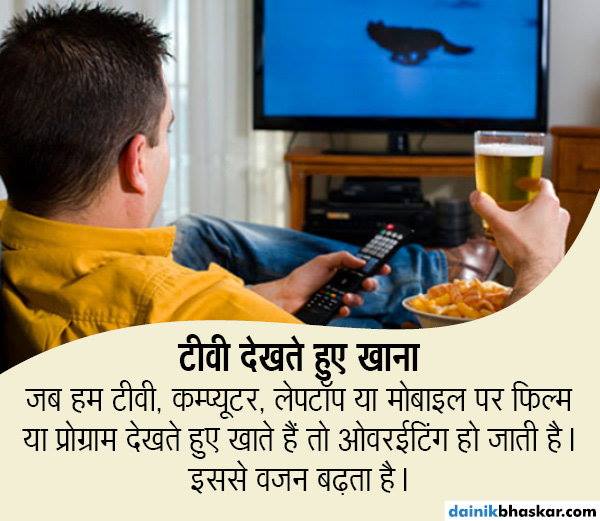 टीवी देखते हुए खाना
जब हम टीवी, कम्प्यूटर, लेपटॉप या मोबाइल पर फिल्म
या प्रोग्राम देखते हुए खाते हैं तो ओवरईटिंग हो जाती है।
इससे वजन बढ़ता है।
dainikbhaskar.com